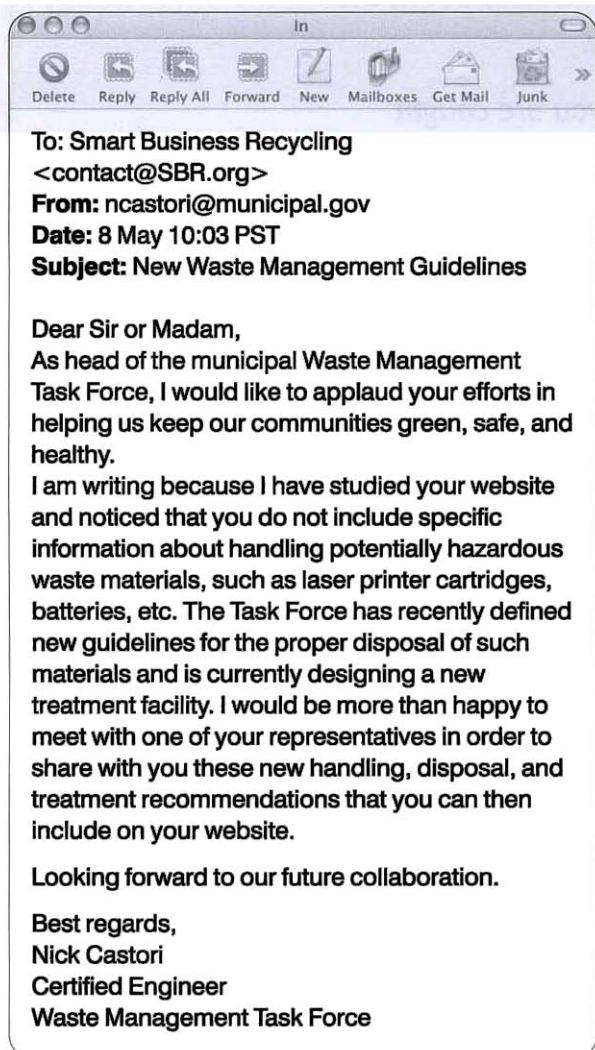 In
Delete Reply Reply All Forward New Mailboxes Get Mail Junk
To: Smart Business Recycling
<contact@SBR.org>
From: ncastori@municipal.gov
Date: 8 May 10:03 PST
Subject: New Waste Management Guidelines
Dear Sir or Madam,
As head of the municipal Waste Management
Task Force, I would like to applaud your efforts in
helping us keep our communities green, safe, and
healthy.
I am writing because I have studied your website
and noticed that you do not include specific
information about handling potentially hazardous
waste materials, such as laser printer cartridges,
batteries, etc. The Task Force has recently defined
new guidelines for the proper disposal of such
materials and is currently designing a new
treatment facility. I would be more than happy to
meet with one of your representatives in order to
share with you these new handling, disposal, and
treatment recommendations that you can then
include on your website.
Looking forward to our future collaboration.
Best regards,
Nick Castori
Certified Engineer
Waste Management Task Force